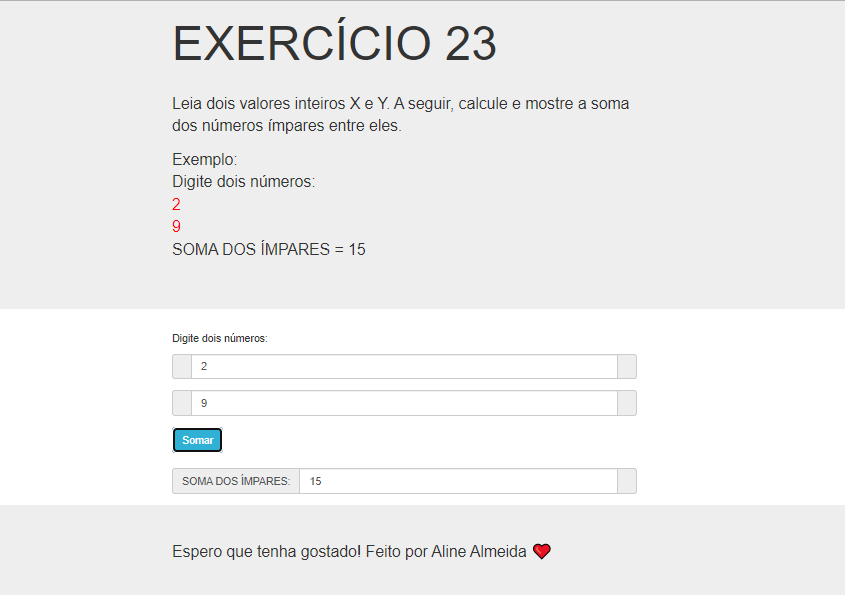 EXERCÍCIO 23
Leia dois valores inteiros X e Y. A seguir, calcule e mostre a soma
dos números ímpares entre eles.
Exemplo:
Digite dois números:
2
9
SOMA DOS ÍMPARES = 15
Digite dois números:
2
9
Somar
SOMA DOS ÍMPARES: 15
Espero que tenha gostado! Feito por Aline Almeida ❤